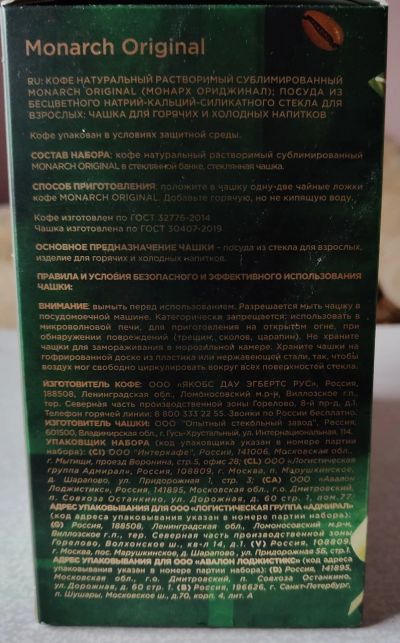 Monarch Original
RU: КОФЕ НАТУРАЛЬНЫЙ РАСТВОРИМЫЙ СУБЛИМИРОВАННЫЙ
MONARCH ORIGINAL (МОНАРХ ОРИДЖИНАЛ); ПОСУДА ИЗ
БЕСЦВЕТНОГО НАТРИЙ-КАЛЬЦИЙ-СИЛИКАТНОГО СТЕКЛА ДЛЯ
ВЗРОСЛЫХ: ЧАШКА ДЛЯ ГОРЯЧИХ И ХОЛОДНЫХ НАПИТКОВ
Кофе упакован в условиях защитной среды.
СОСТАВ НАБОРА: кофе натуральный растворимый сублимированный
MONARCH ORIGINAL в стеклянной банке, стеклянная чашка.
СПОСОБ ПРИГОТОВЛЕНИЯ: положите в чашку одну-две чайные ложки
кофе MONARCH ORIGINAL. Добавьте горячую, но не кипящую воду.
Кофе изготовлен по ГОСТ 32776-2014
Чашка изготовлена по ГОСТ 30407-2019
ОСНОВНОЕ ПРЕДНАЗНАЧЕНИЕ ЧАШКИ - посуда из стекла для взрослых,
изделие для горячих и холодных напитков.
ПРАВИЛА И УСЛОВИЯ БЕЗОПАСНОГО И ЭФФЕКТИВНОГО ИСПОЛЬЗОВАНИЯ
ЧАШКИ:
ВНИМАНИЕ: вымыть перед использованием. Разрешается мыть чашку в
посудомоечной машине. Категорически запрещается: использовать в
микроволновой печи, для приготовления на открытом огне, при
обнаружении повреждений (трещин, сколов, царапин). Не храните
чашки для замораживания в морозильной камере. Храните чашки на
гофрированной доске из пластика или нержавеющей стали, так, чтобы
воздух мог свободно циркулировать вокруг всех поверхностей стекла.
ИЗГОТОВИТЕЛЬ КОФЕ: ООО "ЯКОБС ДАУ ЭГБЕРТС РУС", Россия,
188508, Ленинградская обл., Ломоносовский м.р-н, Виллозское г.п.,
тер. Северная часть производственной зоны Горелово, 8-й пр-д, д.1.
Телефон горячей линии: 8 800 333 22 55. Звонки по России бесплатно.
ИЗГОТОВИТЕЛЬ ЧАШКИ: ООО "Опытный стекольный завод", Россия,
601500, Владимирская обл., г. Гусь-Хрустальный, ул. Интернациональная, 114.
УПАКОВЩИК НАБОРА (код упаковщика указан в номере партии
набора): (CI) ООО "Интеркафе", Россия, 141006, Московская обл.,
г. Мытищи, проезд Воронина, стр.5, офис 28; (CL) ООО «Логистическая
группа Адмирал», Россия, 108809, г. Москва, п. Марушкинское,
д. Шарапово, ул. Придорожная 1, стр. 3; (CA) ООО «Авалон
Лоджистикс», Россия, 141895, Московская обл., г.о. Дмитровский,
п. Совхоза Останкино, ул. Дорожная, д. 60 стр. 1, пом.77.
АДРЕС УПАКОВЫВАНИЯ ДЛЯ ООО «ЛОГИСТИЧЕСКАЯ ГРУППА «АДМИРАЛ»
(код адреса упаковывания указан в номере партии набора):
(G) Россия, 188508, Ленинградская обл., Ломоносовский м.р-н,
Виллозское г.п., тер. Северная часть производственной зоны
Горелово, Волхонское ш., кв-л 14, д.1. (V) Россия, 108809,
г. Москва, пос. Марушкинское, д. Шарапово, ул Придорожная 5Б, стр.1.
АДРЕС УПАКОВЫВАНИЯ ДЛЯ ООО «АВАЛОН ЛОДЖИСТИКС» (код адреса
упаковывания указан в номере партии набора): (D) Россия, 141895,
Московская обл., г.о. Дмитровский, п. Совхоза Останкино,
ул. Дорожная, д. 60 стр. 1. (B) Россия, 196626, г. Санкт-Петербург,
п. Шушары, Московское ш., д.70, корп. 4, лит. А